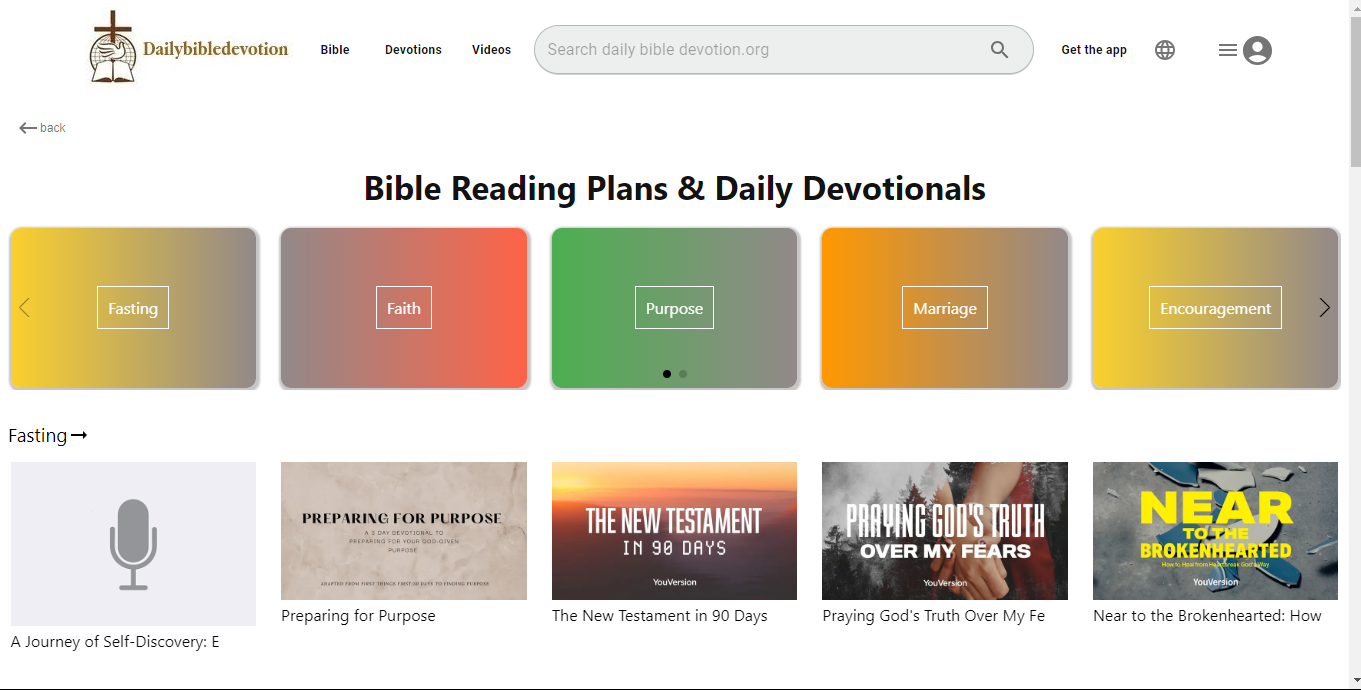 Dailybibledevotion
Bible
Devotions
Videos
Search daily bible devotion.org
Get the app
back
Bible Reading Plans & Daily Devotionals
Fasting
Faith
Purpose
Marriage
Encouragement
Fasting
PREPARING FOR PURPOSE
A 3 DAY DEVOTIONAL TO
PREPARING FOR YOUR GOD-GIVEN
PURPOSE
ADAPTED FROM FIRST THINGS FIRST 30 DAYS TO FINDING PURPOSE
THE NEW TESTAMENT
IN 90 DAYS
YouVersion
PRAYING GOD'S TRUTH
OVER MY FEARS
YouVersion
NEAR
TO THE
BROKENHEARTED
How to Heal from Heartbreak God's Way
YouVersion
A Journey of Self-Discovery: E
Preparing for Purpose
The New Testament in 90 Days
Praying God's Truth Over My Fe
Near to the Brokenhearted: How